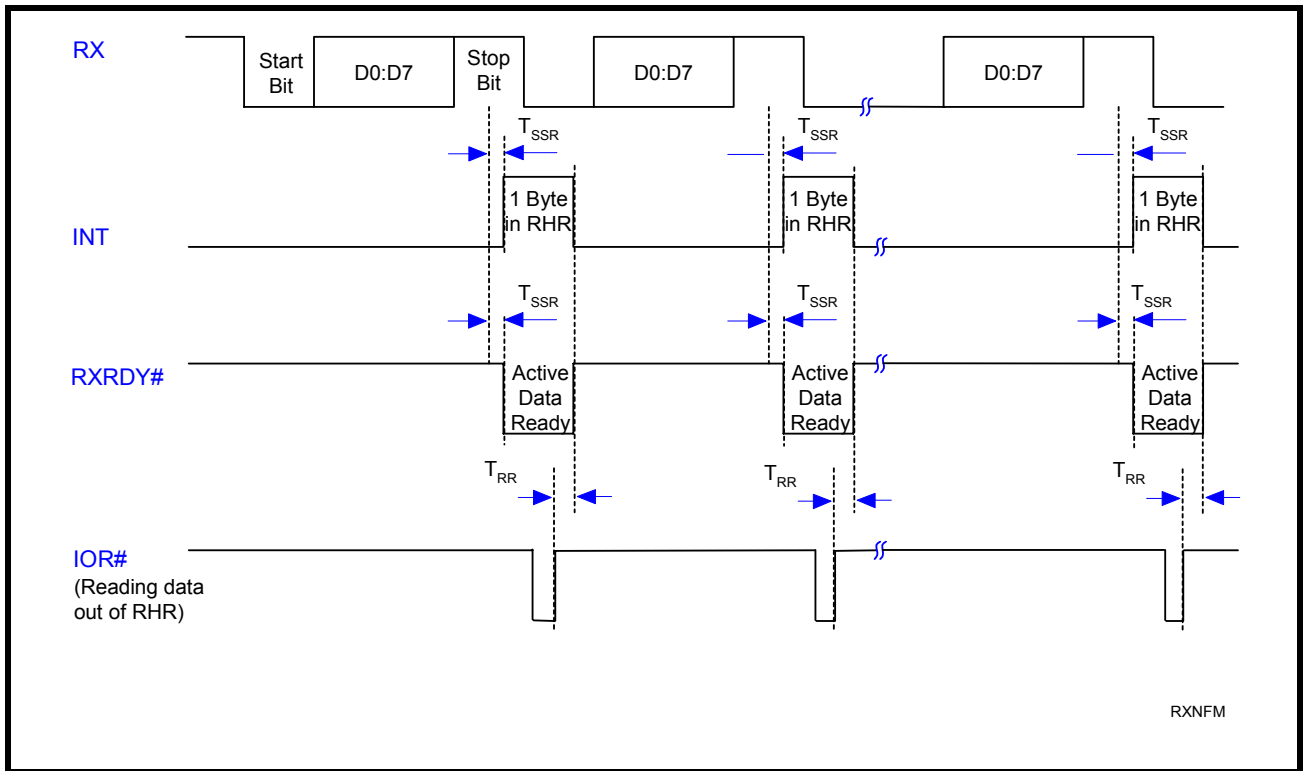 RX
Start
Bit
D0:D7
Stop
Bit
D0:D7
D0:D7
TSSR
TSSR
TSSR
INT
1 Byte
in RHR
1 Byte
in RHR
1 Byte
in RHR
TSSR
TSSR
TSSR
RXRDY#
Active
Data
Ready
Active
Data
Ready
Active
Data
Ready
TRR
TRR
TRR
IOR#
(Reading data
out of RHR)
RXNFM